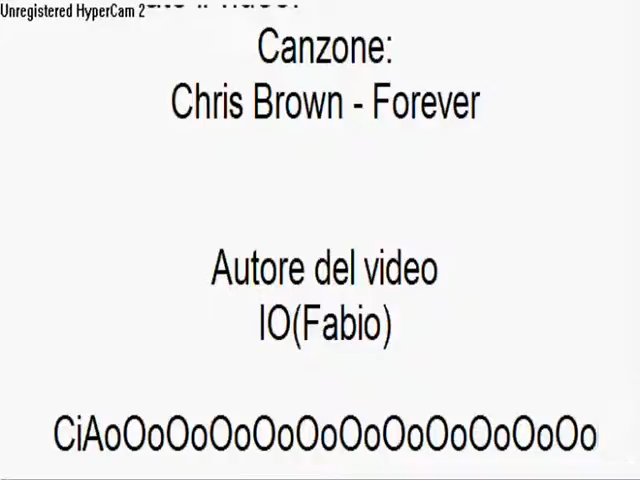 Unregistered HyperCam 2
Canzone:
Chris Brown - Forever
Autore del video
IO(Fabio)
CiAoOoOoOoOoOoOoOoOoOoOoOo